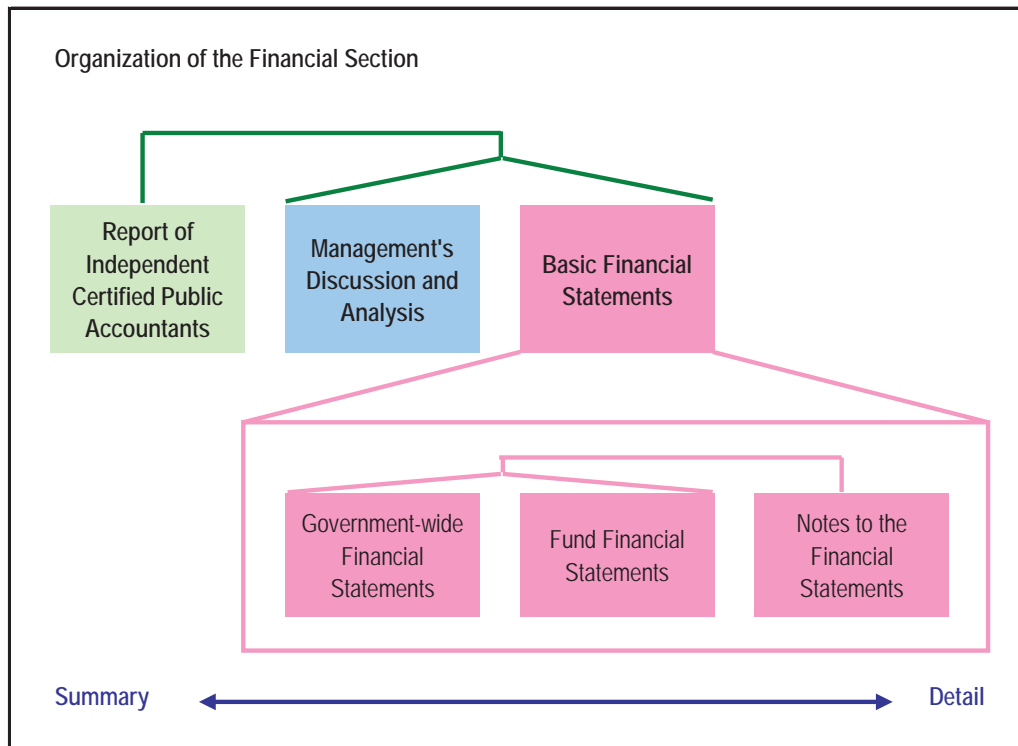 Organization of the Financial Section
Report of
Independent
Certified Public
Accountants
Management's
Discussion and
Analysis
Basic Financial
Statements
Government-wide
Financial
Statements
Fund Financial
Statements
Notes to the
Financial
Statements
Summary
Detail